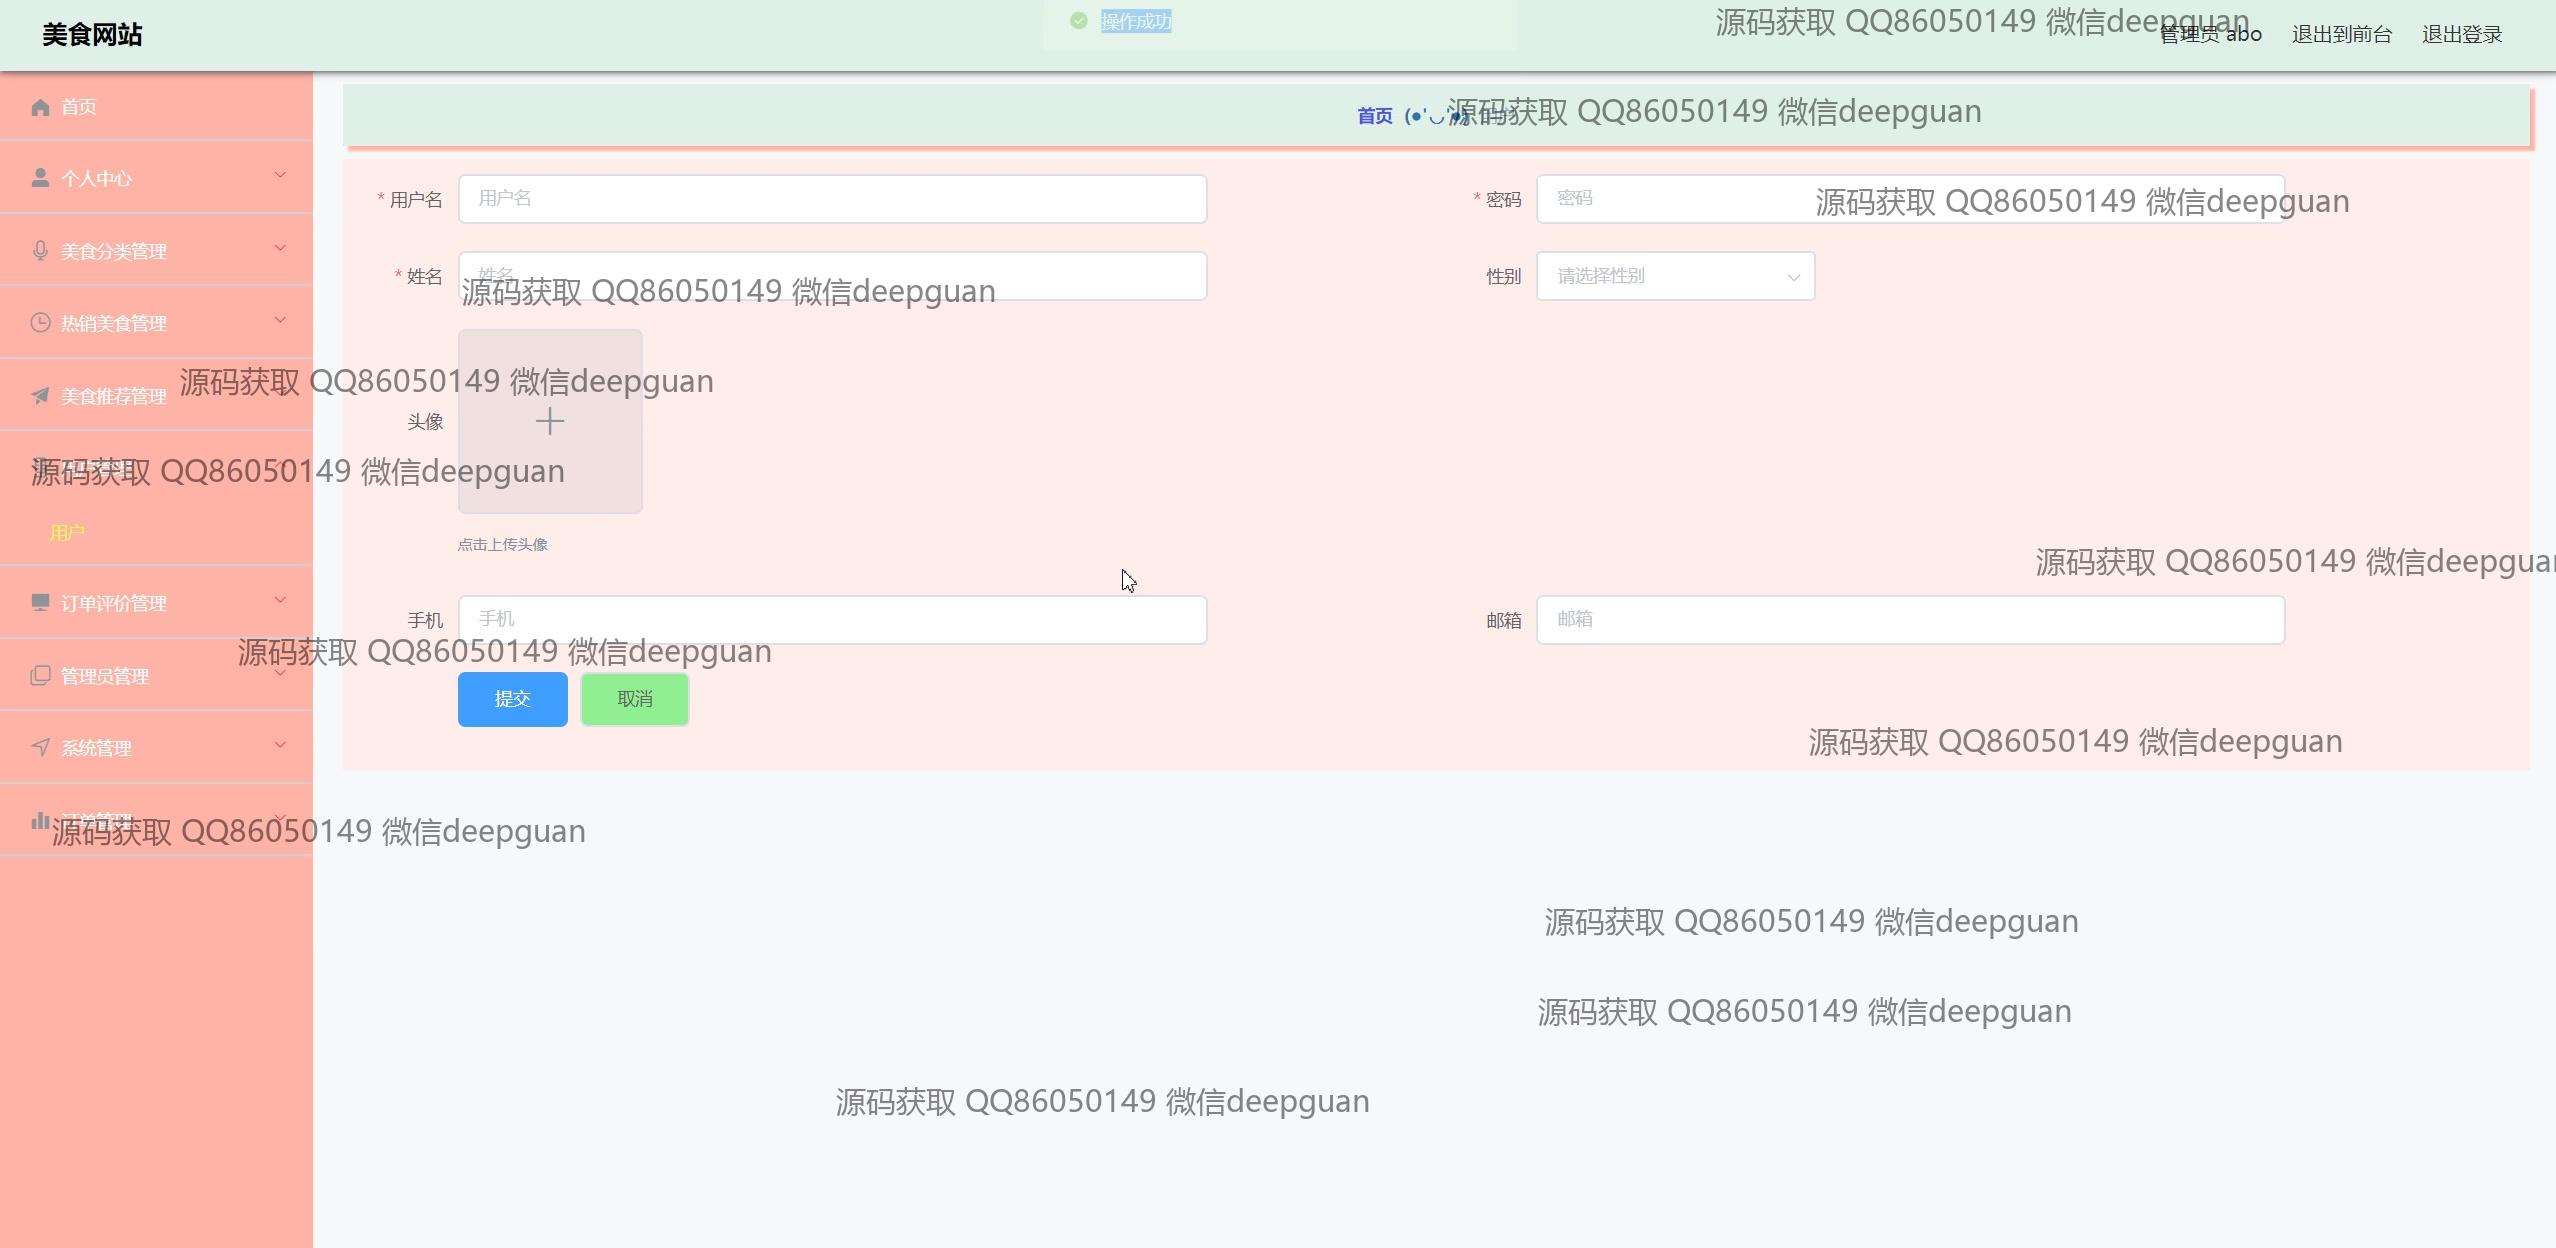 美食网站
操作成功
源码获取 QQ86050149 微信deepguan
管理员 abo
退出到前台
退出登录
首页
个人中心
美食分类管理
热销美食管理
美食推荐管理
用户
订单评价管理
管理员管理
系统管理
订单管理
首页 (●'◡'●)
源码获取 QQ86050149 微信deepguan
* 用户名
用户名
* 密码
密码
源码获取 QQ86050149 微信deepguan
* 姓名
姓名
源码获取 QQ86050149 微信deepguan
性别
请选择性别
源码获取 QQ86050149 微信deepguan
头像
源码获取 QQ86050149 微信deepguan
点击上传头像
源码获取 QQ86050149 微信deepguan
手机
手机
邮箱
邮箱
源码获取 QQ86050149 微信deepguan
提交
取消
源码获取 QQ86050149 微信deepguan
源码获取 QQ86050149 微信deepguan
源码获取 QQ86050149 微信deepguan
源码获取 QQ86050149 微信deepguan
源码获取 QQ86050149 微信deepguan